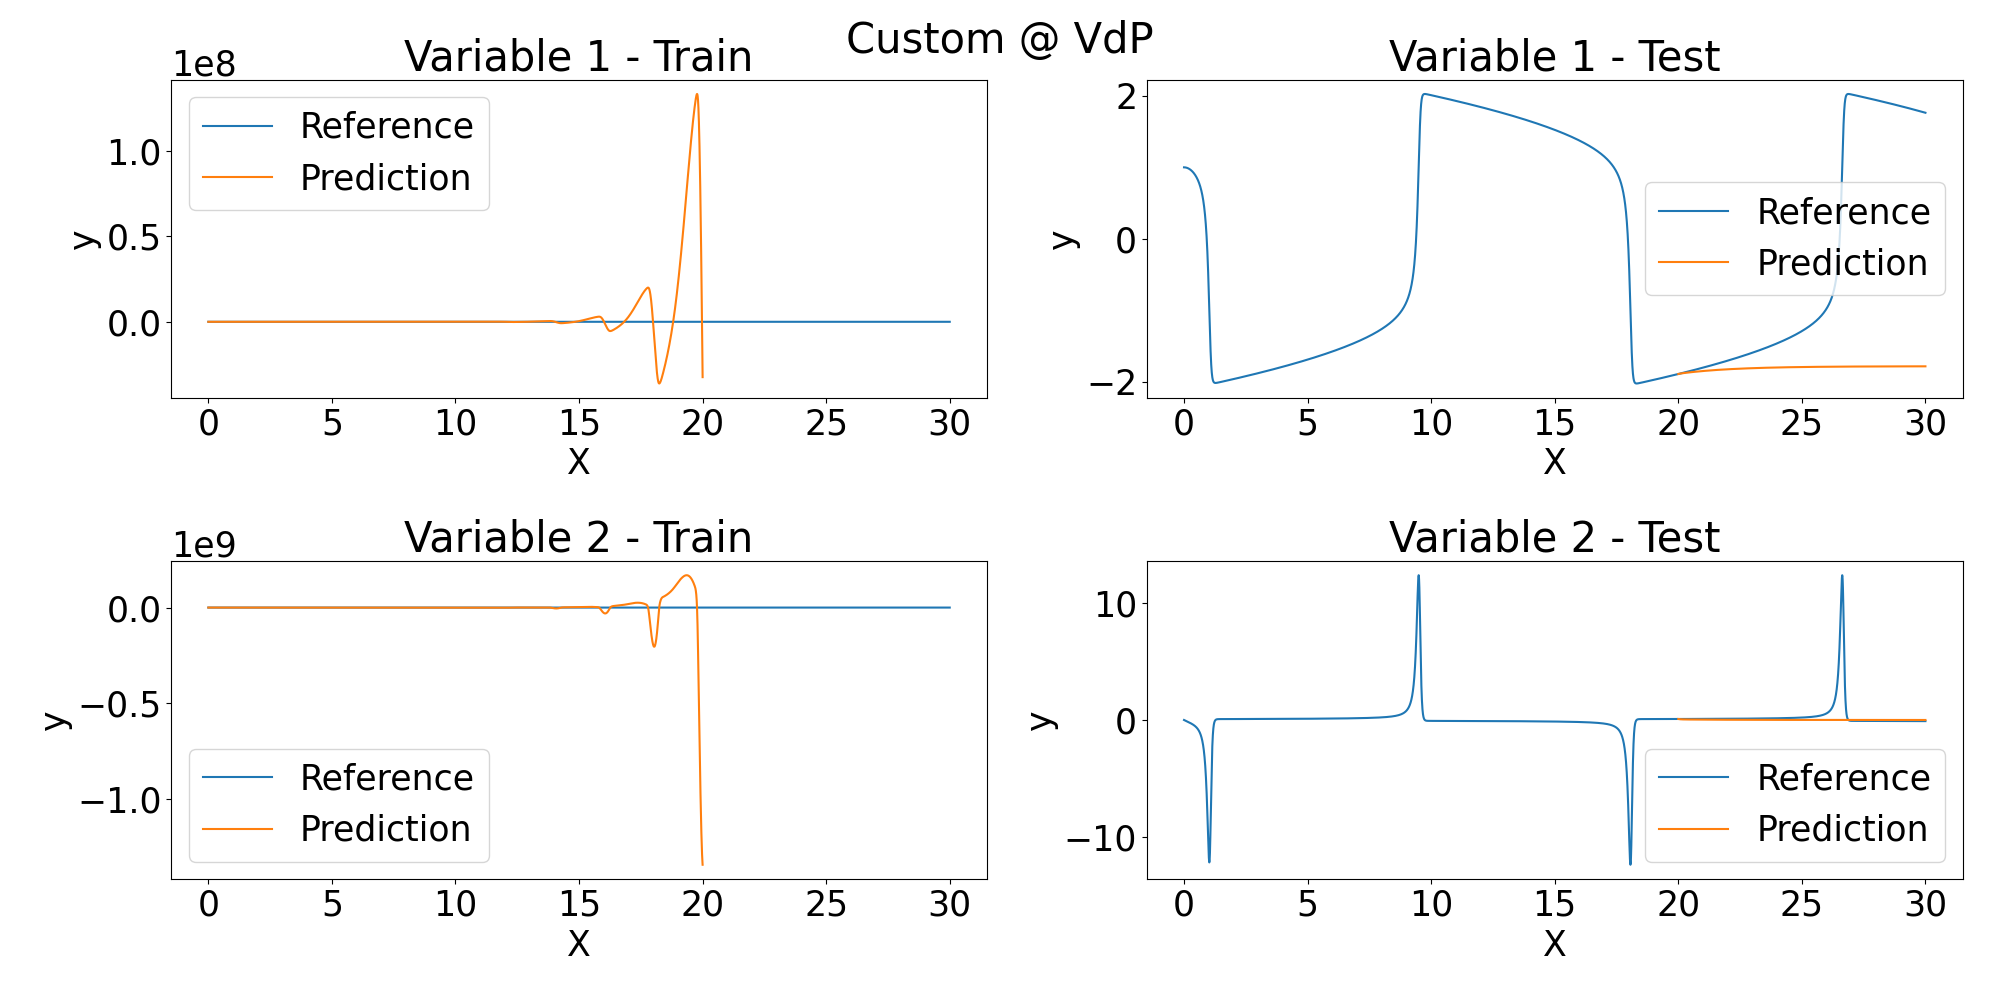 Custom @ VdP
Variable 1 - Train
1e8
1.0
0.5
0.0
y
Reference
Prediction
0 5 10 15 20 25 30
X
Variable 1 - Test
2
0
−2
y
Reference
Prediction
0 5 10 15 20 25 30
X
Variable 2 - Train
1e9
0.0
−0.5
−1.0
y
Reference
Prediction
0 5 10 15 20 25 30
X
Variable 2 - Test
10
0
−10
y
Reference
Prediction
0 5 10 15 20 25 30
X